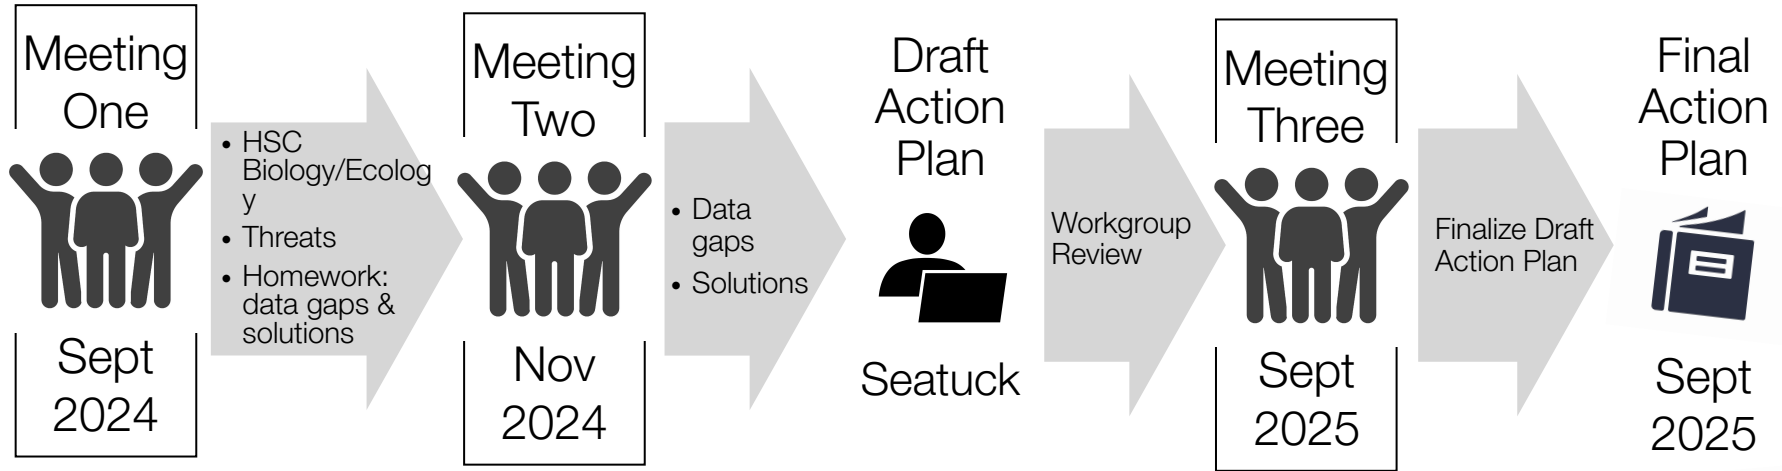 Meeting
One
Sept
2024
• HSC
Biology/Ecolog
y
• Threats
• Homework:
data gaps &
solutions
Meeting
Two
Nov
2024
• Data
gaps
• Solutions
Draft
Action
Plan
Seatuck
Workgroup
Review
Meeting
Three
Sept
2025
Finalize Draft
Action Plan
Final
Action
Plan
Sept
2025